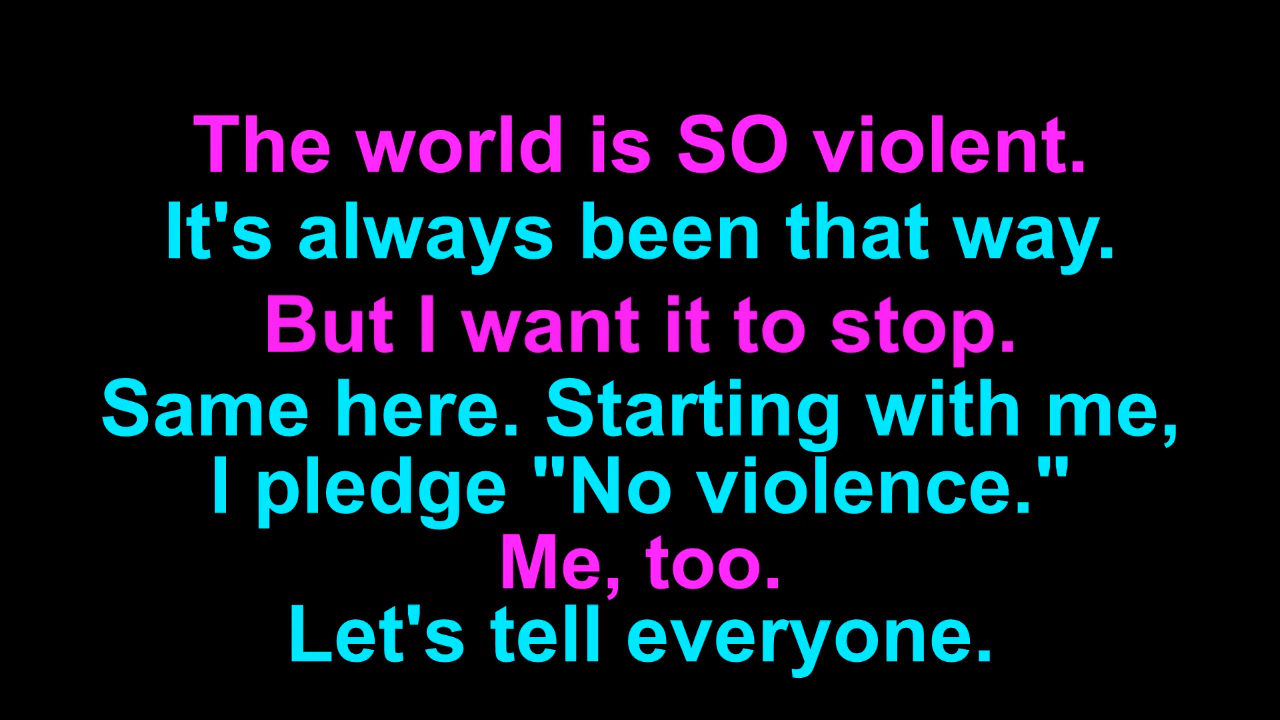 The world is SO violent.
It's always been that way.
But I want it to stop.
Same here. Starting with me,
I pledge "No violence."
Me, too.
Let's tell everyone.